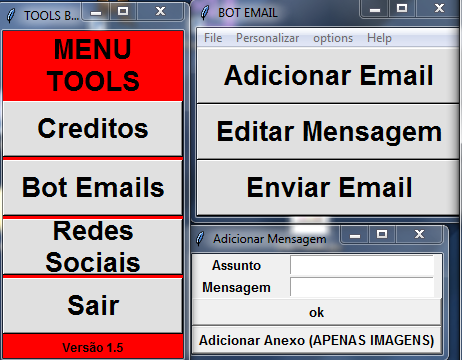 TOOLS B...
MENU
TOOLS
Creditos
Bot Emails
Redes
Sociais
Sair
Versão 1.5
BOT EMAIL
File Personalizar options Help
Adicionar Email
Editar Mensagem
Enviar Email
Adicionar Mensagem
Assunto
Mensagem
ok
Adicionar Anexo (APENAS IMAGENS)